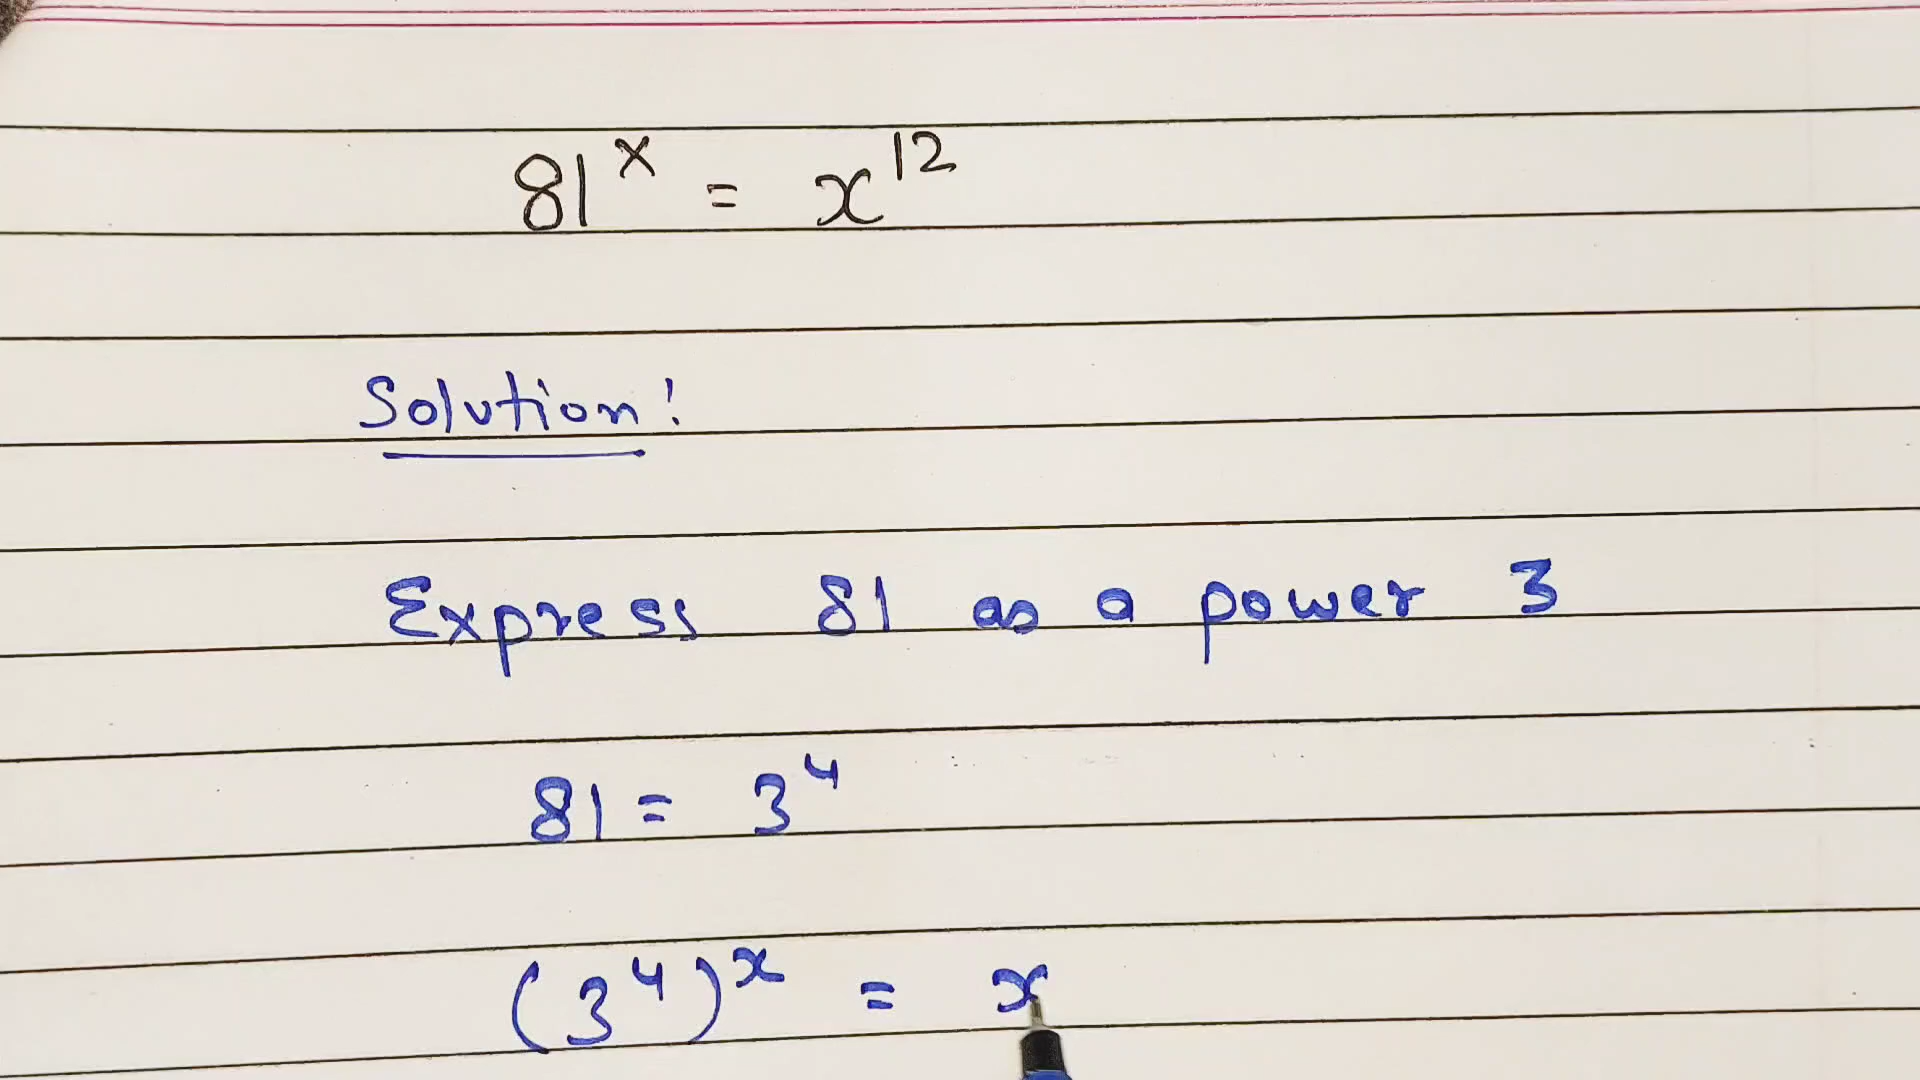 81^x = x^12
Solution:
Express 81 as a power 3
81 = 3^4
(3^4)^x = x